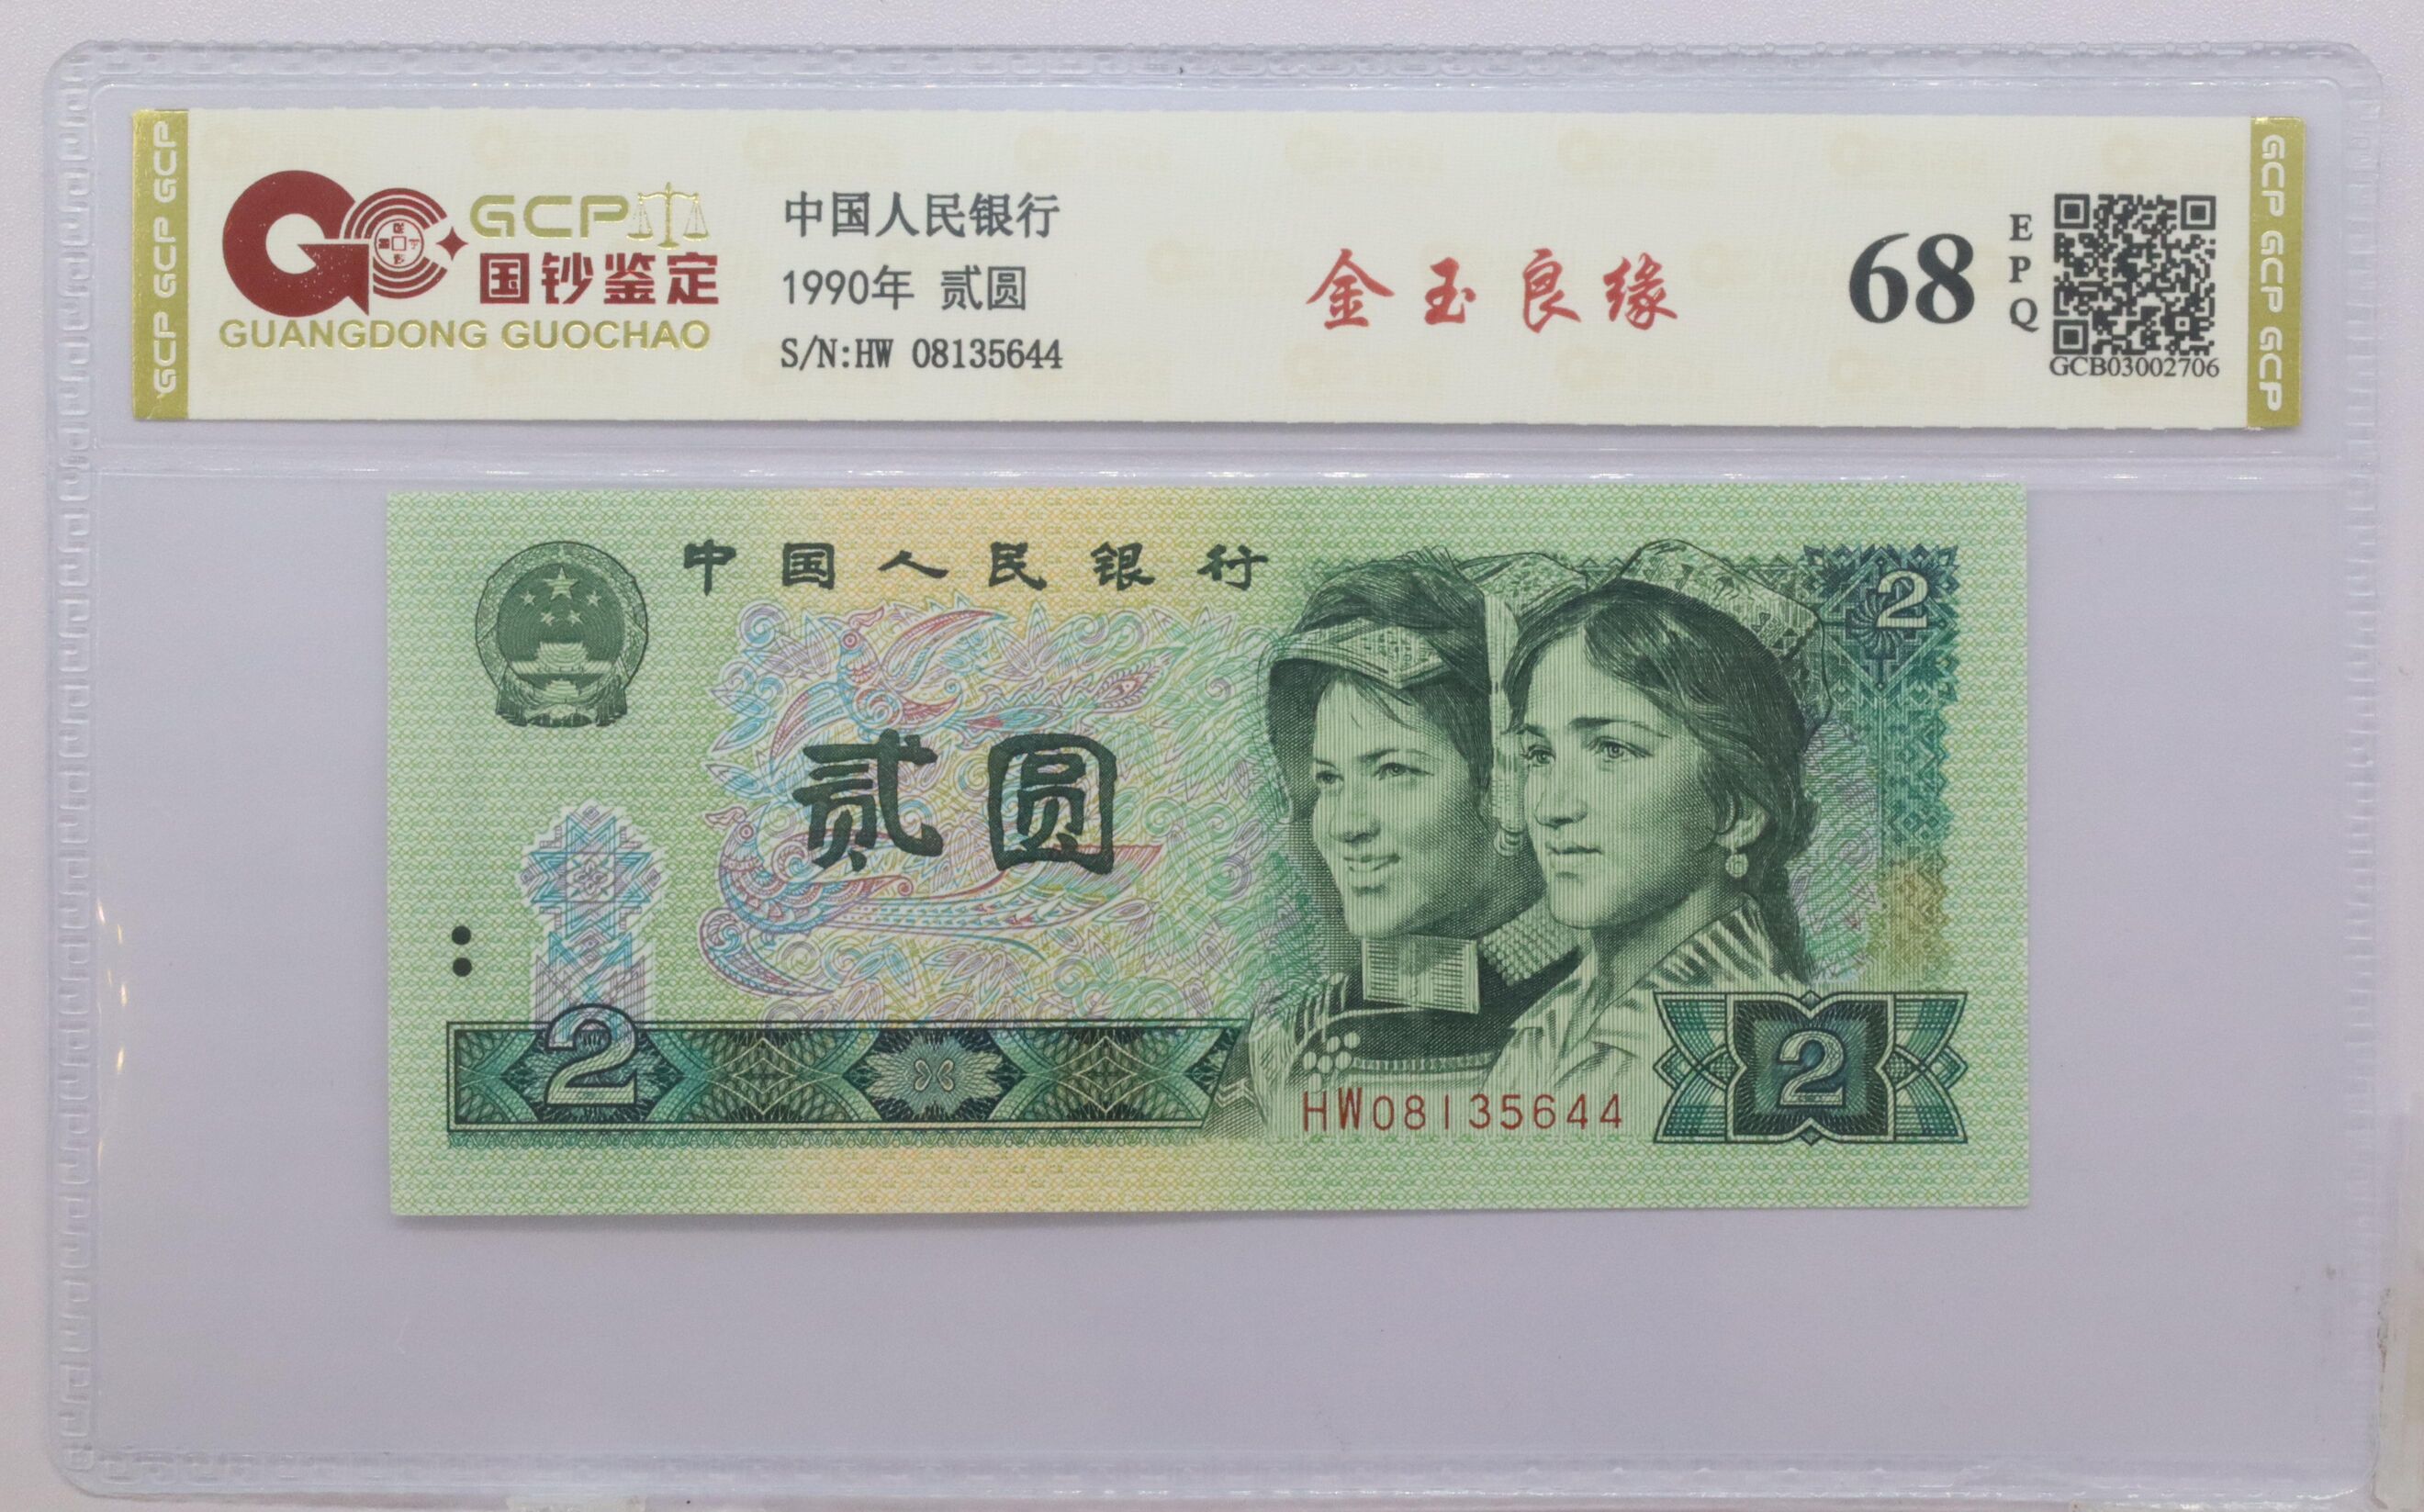 GCP GCP GCP
GCP
国钞鉴定
GUANGDONG GUOCHAO
中国人民银行
1990年 贰圆
S/N:HW 08135644
金玉良缘
68
EPQ
GCB03002706
GCP GCP GCP
中国人民银行
2
贰圆
2
HW08135644
2